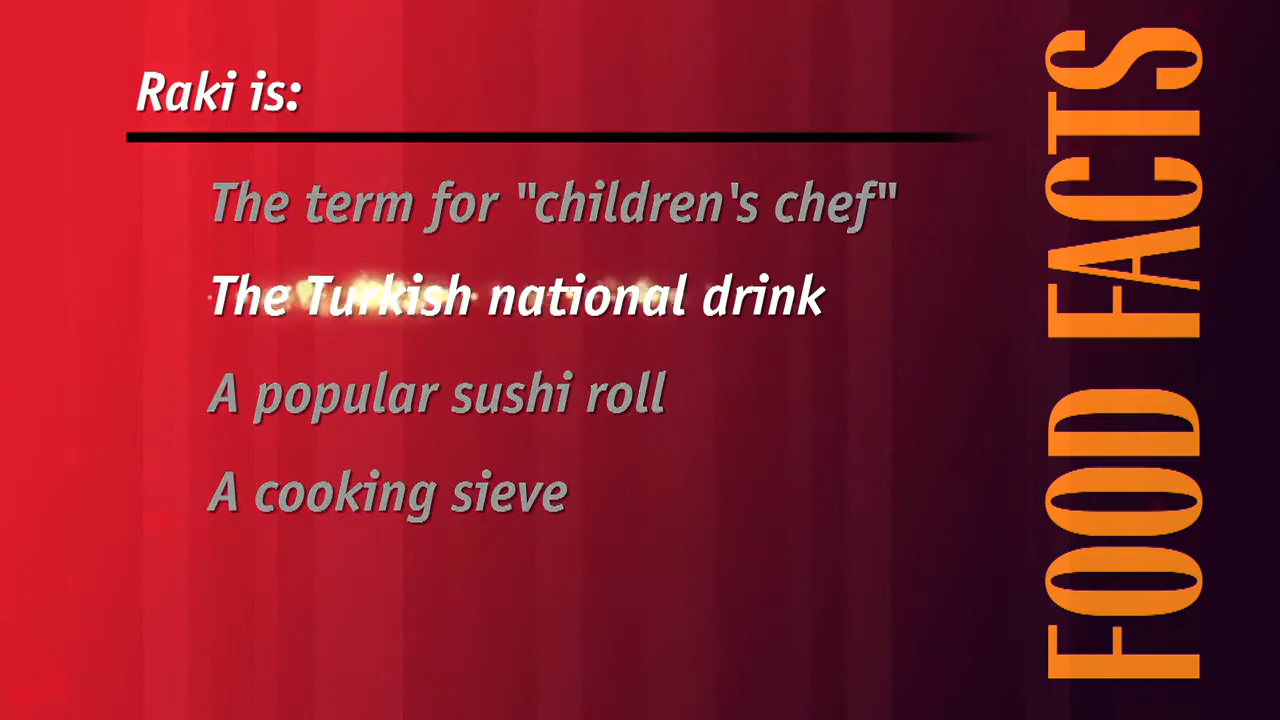 Raki is:
The term for "children's chef"
The Turkish national drink
A popular sushi roll
A cooking sieve
FOOD FACTS